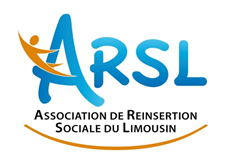 ARSL
ASSOCIATION DE REINSERTION
SOCIALE DU LIMOUSIN